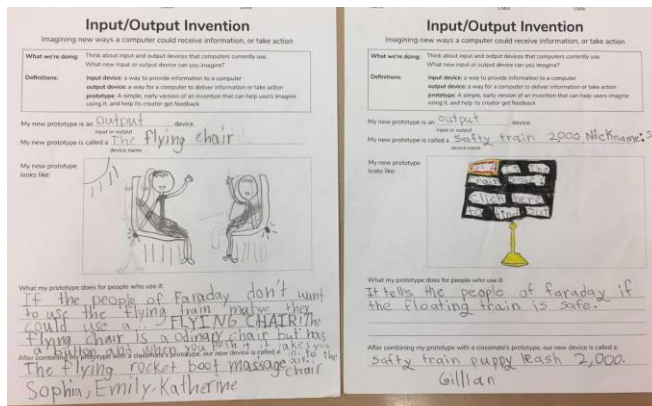 Input/Output Invention
Imagining new ways a computer could receive information, or take action
What we're doing: Think about input and output devices that computers currently use.
What new input or output device can you imagine?
Definitions: input device: a way to provide information to a computer
output device: a way for a computer to deliver information or take action
prototype: A simple, early version of an invention that can help users imagine
using it, and help its creator get feedback
My new prototype is an output device.
input or output
My new prototype is called a The flying chair
device name
My new prototype
looks like:
What my prototype does for people who use it:
If the people of Faraday don't want
to use the flying train they
could use a... FLYING CHAIR! The
flying chair is a chair but has
a button when you push it it takes you
in to the
air.
After combining my prototype with a classmate's prototype, our new device is called a
The flying rocket boot massage chair
Sophia, Emily, Katherine
Input/Output Invention
Imagining new ways a computer could receive information, or take action
What we're doing: Think about input and output devices that computers currently use.
What new input or output device can you imagine?
Definitions: input device: a way to provide information to a computer
output device: a way for a computer to deliver information or take action
prototype: A simple, early version of an invention that can help users imagine
using it, and help its creator get feedback
My new prototype is an output device.
input or output
My new prototype is called a Safty train 2,000 Nickname: S
device name
My new prototype
looks like:
What my prototype does for people who use it:
It tells the people of faraday if
the floating train is safe.
After combining my prototype with a classmate's prototype, our new device is called a
Safty train puppy leash 2,000.
Gillian